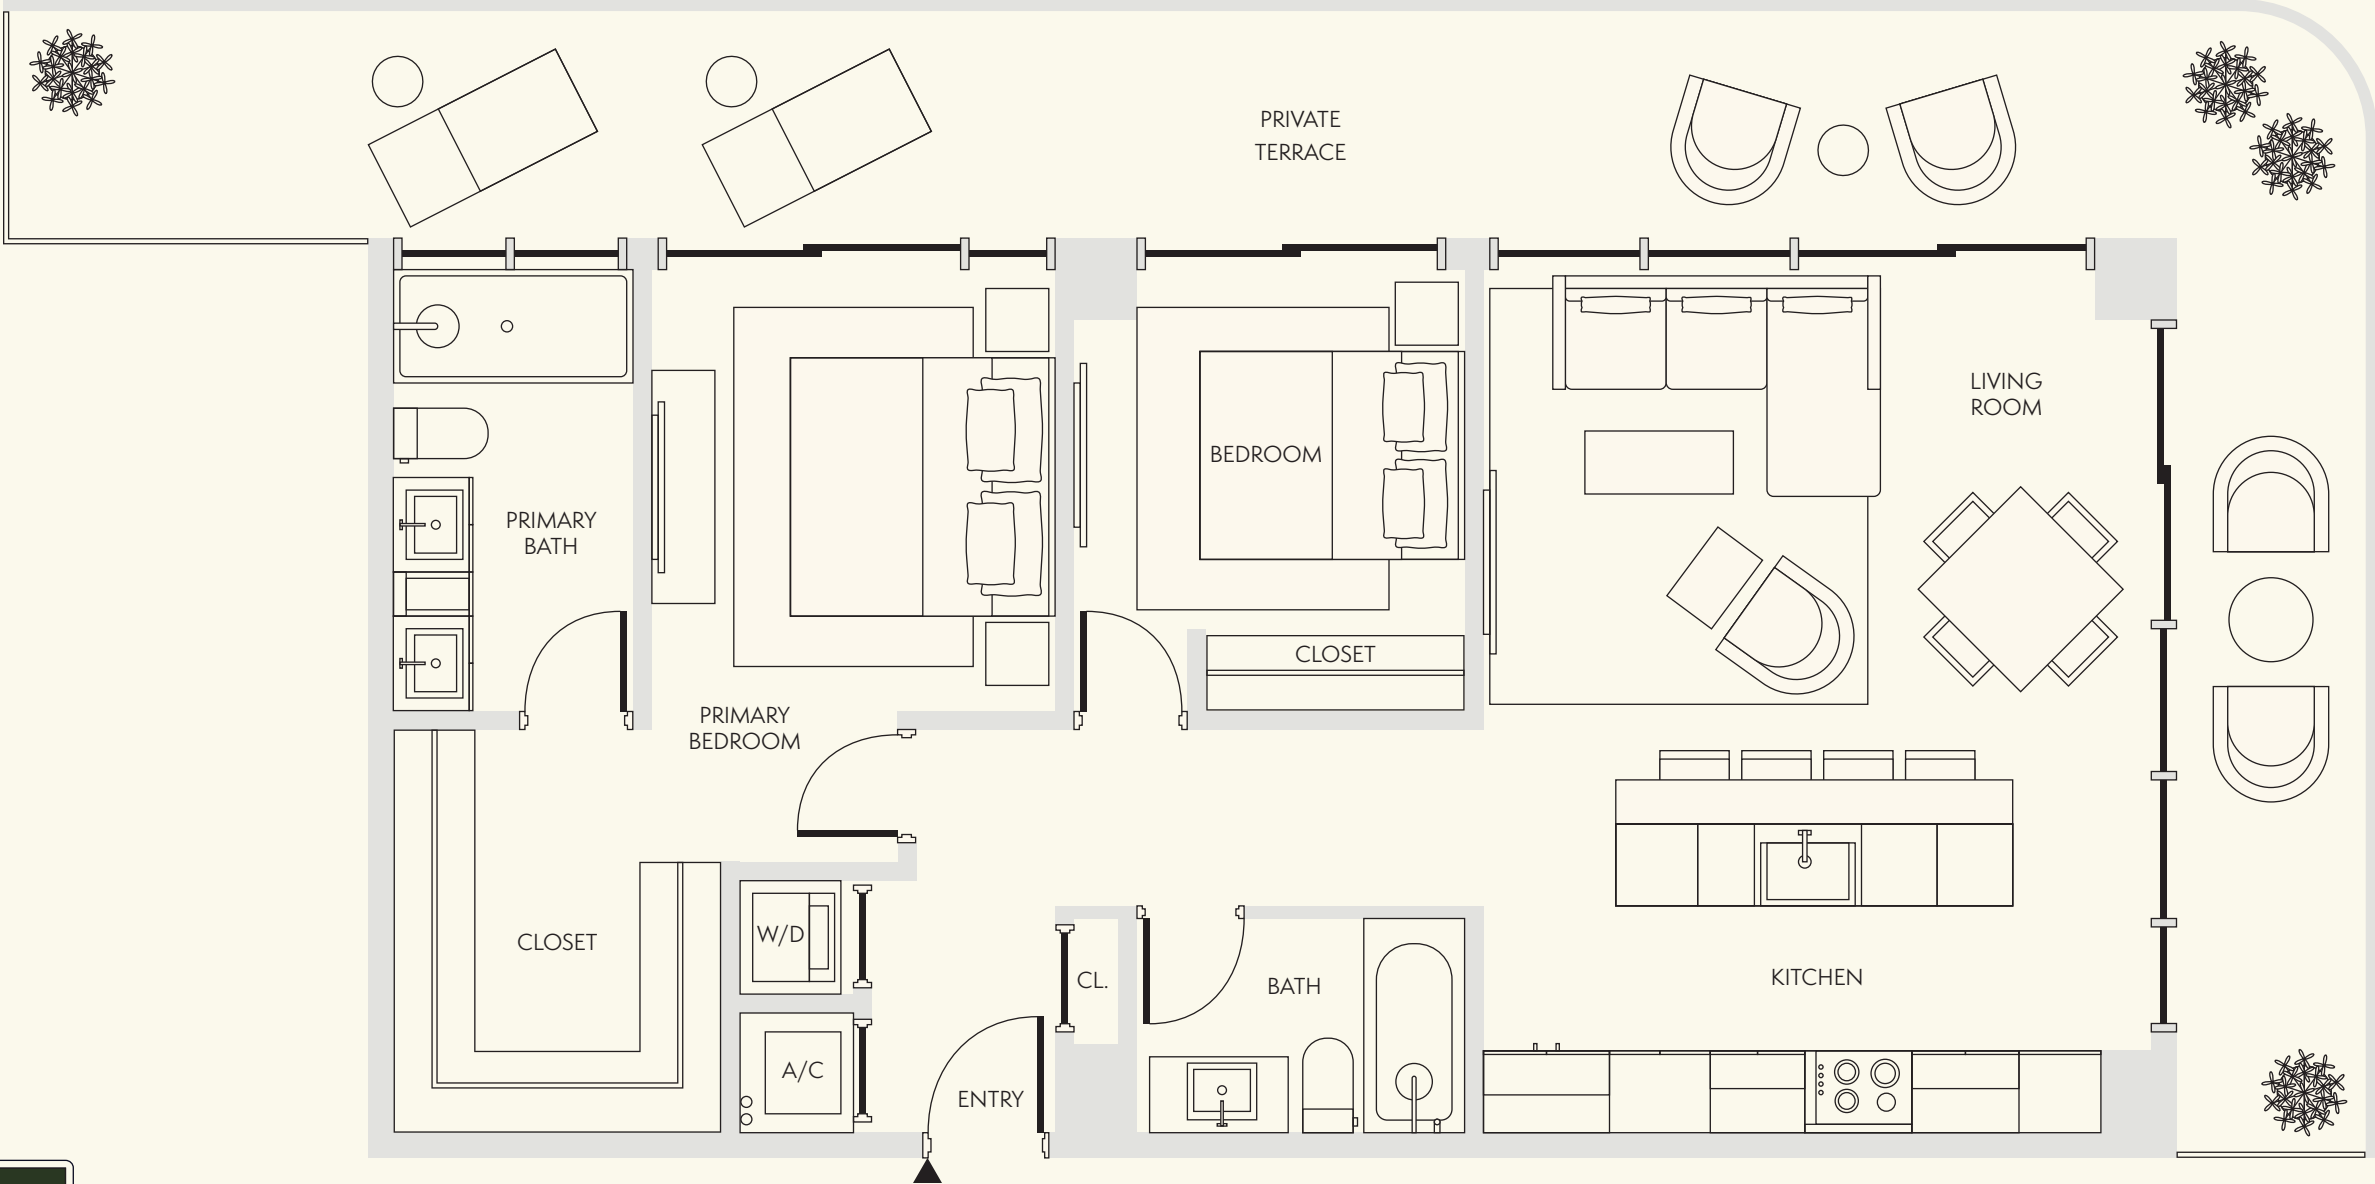 PRIVATE
TERRACE
LIVING
ROOM
BEDROOM
PRIMARY
BATH
CLOSET
PRIMARY
BEDROOM
W/D
CLOSET
CL.
BATH
KITCHEN
A/C
ENTRY